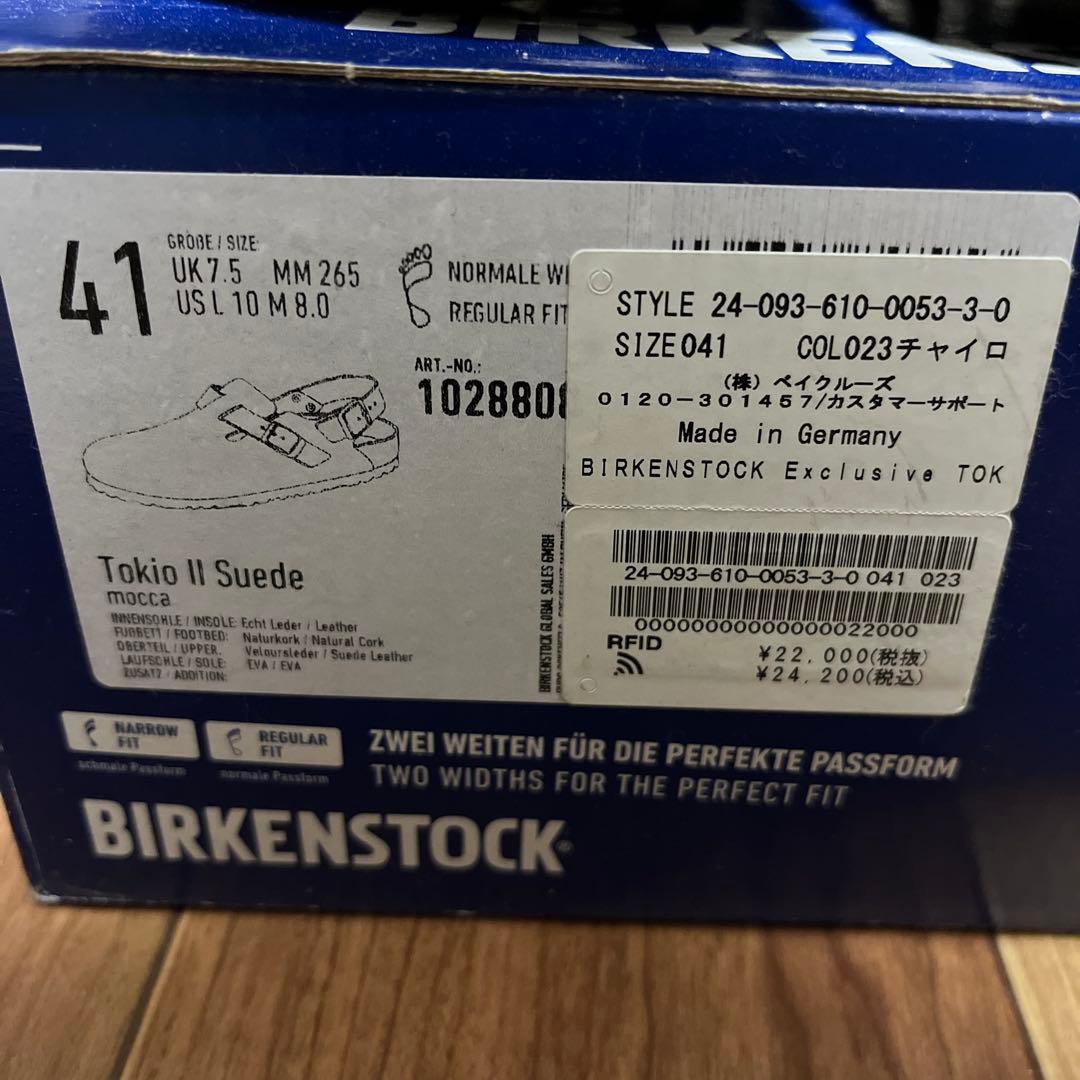 BIRKENS
41
GRÖßE / SIZE:
UK 7.5 MM 265
US L 10 M 8.0
NORMALE
REGULAR FIT
ART.-NO.:
102880
Tokio II Suede
mocca
INNENSOHLE / INSOLE: Echt Leder / Leather
FUßBETT / FOOTBED: Naturkork / Natural Cork
OBERTEIL / UPPER: Veloursleder / Suede Leather
LAUFSOHLE / SOLE: EVA / EVA
ZUSATZ / ADDITION:
BIRKENSTOCK GLOBAL SALES GMBH
STYLE 24-093-610-0053-3-0
SIZE041 COL023チャイロ
(株) ベイクルーズ
0120-301457/カスタマーサポート
Made in Germany
BIRKENSTOCK Exclusive TOK
24-093-610-0053-3-0 041 023
00000000000000022000
RFID
¥22,000(税抜)
¥24,200(税込)
NARROW FIT
schmale Passform
REGULAR FIT
normale Passform
ZWEI WEITEN FÜR DIE PERFEKTE PASSFORM
TWO WIDTHS FOR THE PERFECT FIT
BIRKENSTOCK